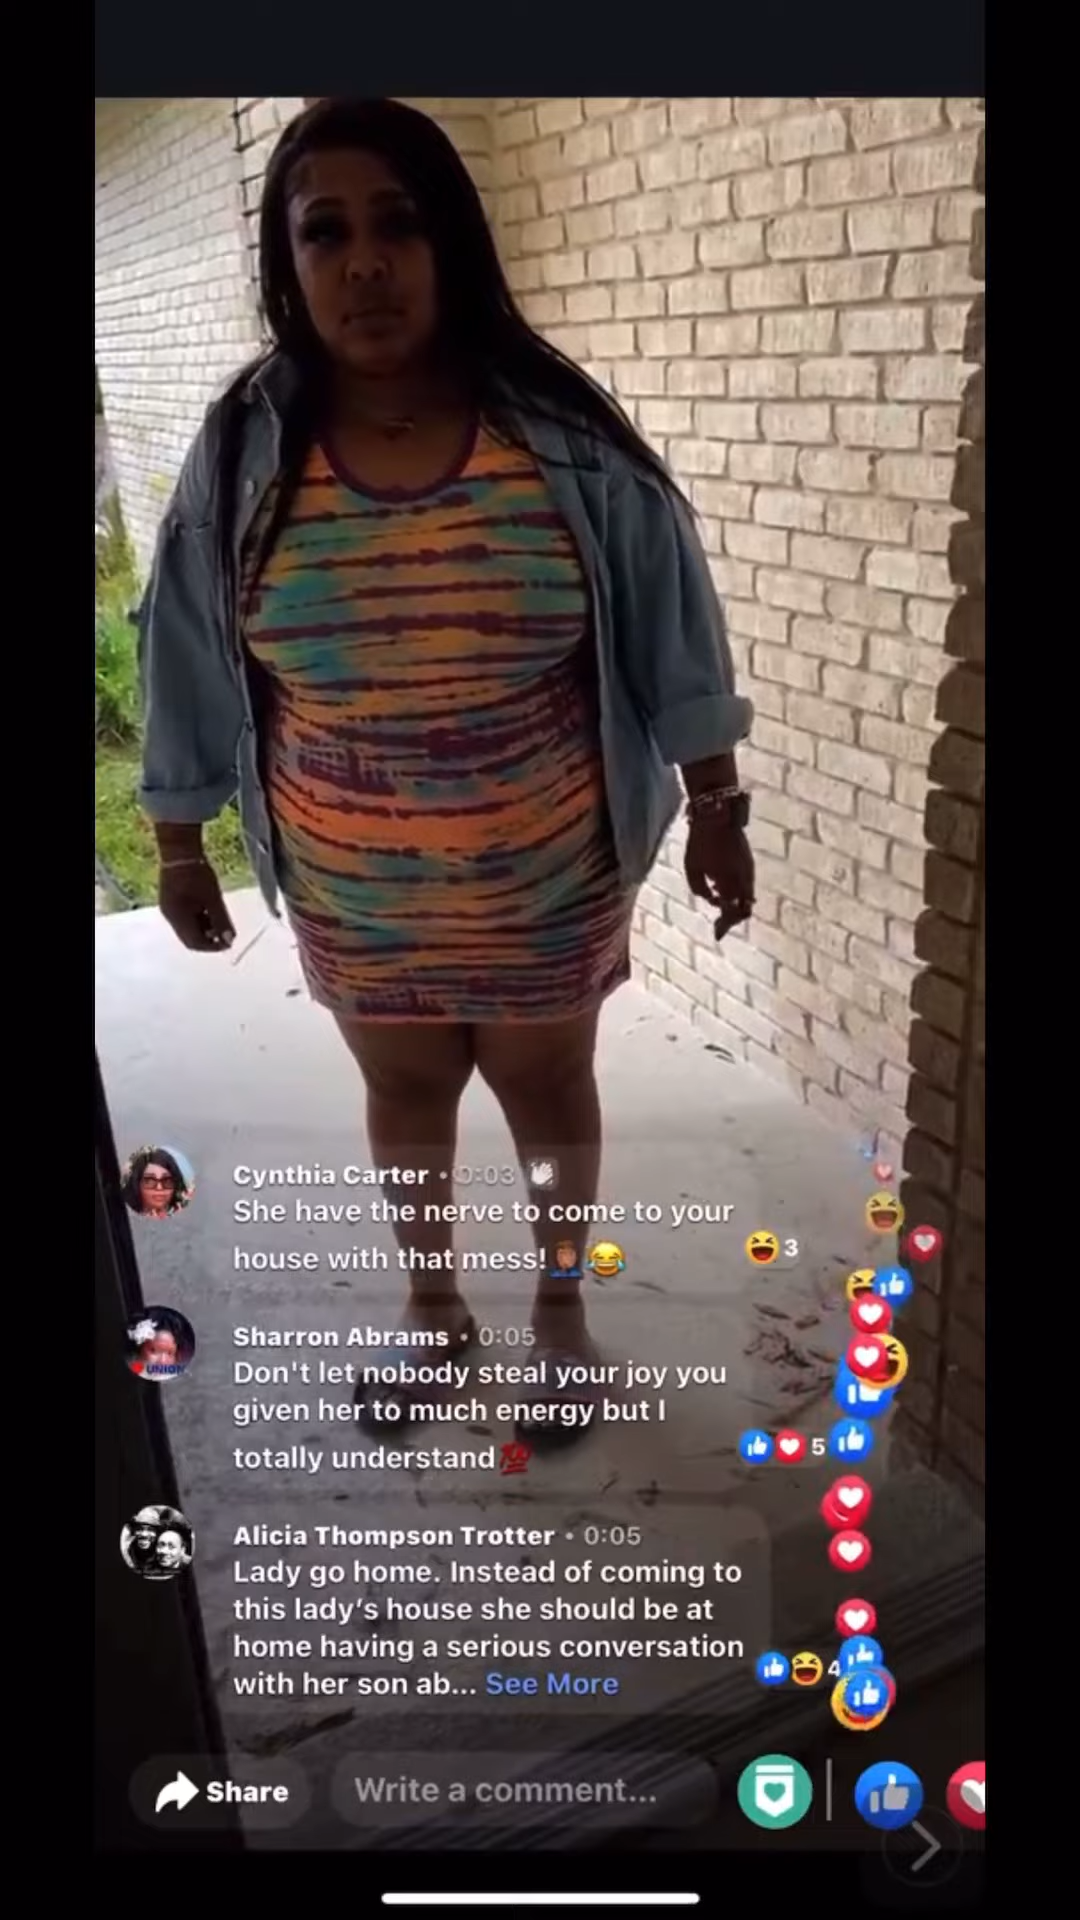 Cynthia Carter • 0:03 👋
She have the nerve to come to your
house with that mess!🤦🏾‍♀️😂
😆 3
UNION
Sharron Abrams • 0:05
Don't let nobody steal your joy you
given her to much energy but I
totally understand💯
5
Alicia Thompson Trotter • 0:05
Lady go home. Instead of coming to
this lady’s house she should be at
home having a serious conversation
with her son ab... See More
4
Share
Write a comment...